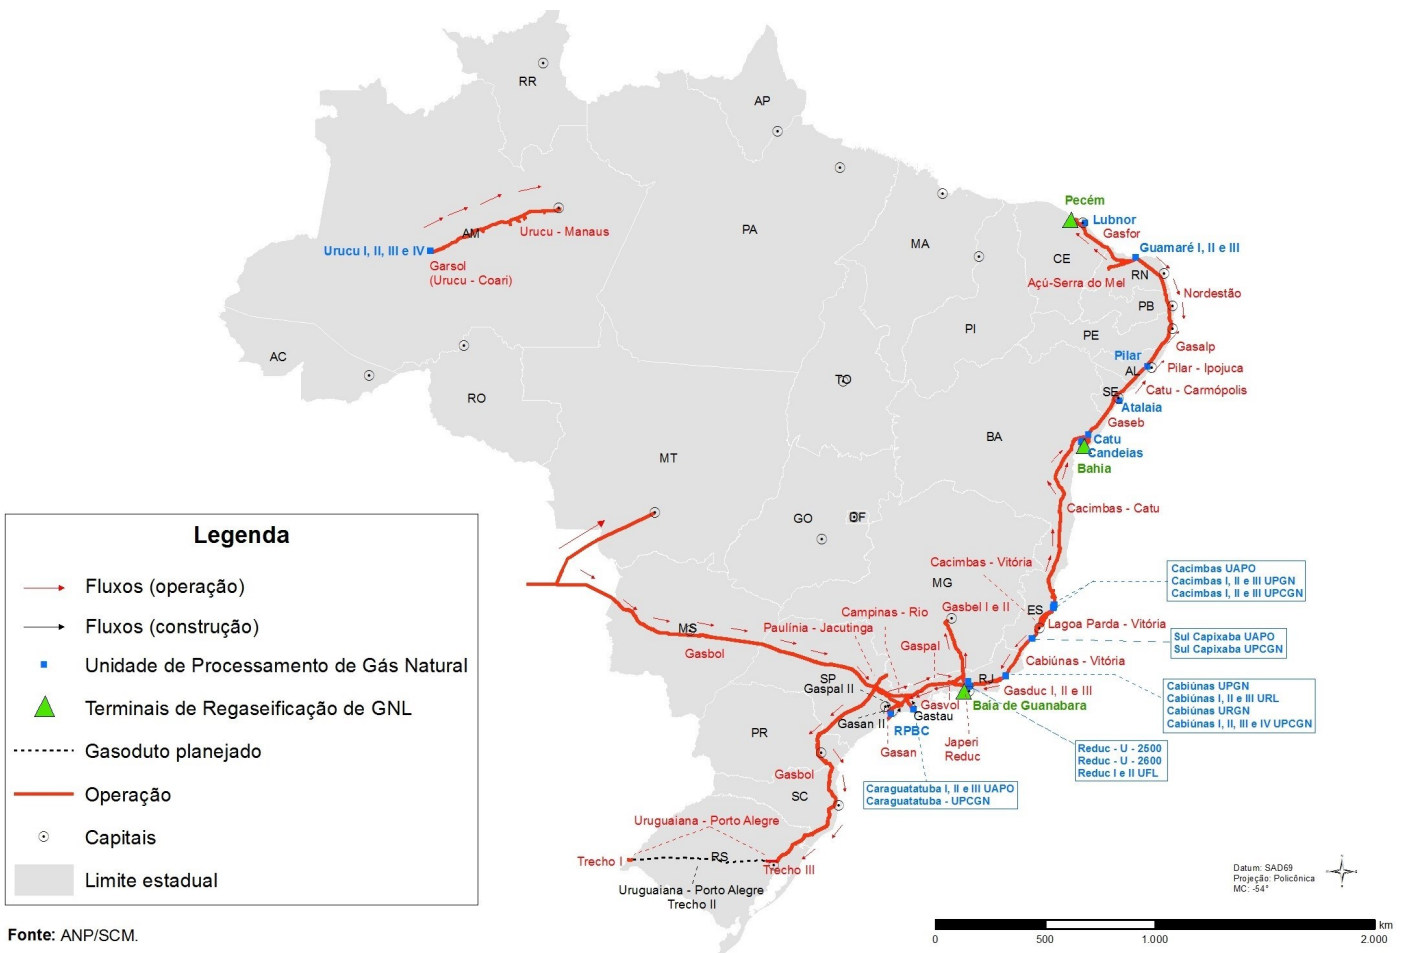 RR
AP
Pecém
Lubnor
Gasfor
AM
Urucu - Manaus
PA
MA
Guamaré I, II e III
Urucu I, II, III e IV
Garsol
(Urucu - Coari)
CE
RN
Açú-Serra do Mel
Nordestão
PB
PI
PE
Gasalp
AC
Pilar
AL
Pilar - Ipojuca
TO
SE
Catu - Carmópolis
RO
Atalaia
Gaseb
BA
Catu
Candeias
MT
Bahia
Cacimbas - Catu
GO
DF
Cacimbas - Vitória
Cacimbas UAPO
Cacimbas I, II e III UPGN
Cacimbas I, II e III UPCGN
MG
Campinas - Rio
Gasbel I e II
ES
Lagoa Parda - Vitória
Paulínia - Jacutinga
MS
Sul Capixaba UAPO
Sul Capixaba UPCGN
Gasbol
Gaspal
Cabiúnas - Vitória
SP
RJ
Gaspal II
Gasduc I, II e III
Cabiúnas UPGN
Cabiúnas I, II e III URL
Cabiúnas URGN
Cabiúnas I, II, III e IV UPCGN
Gasvol
Baía de Guanabara
Gastau
Gasan II
RPBC
PR
Gasan
Japeri
Reduc
Reduc - U - 2500
Reduc - U - 2600
Reduc I e II UFL
Gasbol
SC
Caraguatatuba I, II e III UAPO
Caraguatatuba - UPCGN
Uruguaiana - Porto Alegre
Trecho I
RS
Trecho III
Uruguaiana - Porto Alegre
Trecho II
Legenda
Fluxos (operação)
Fluxos (construção)
Unidade de Processamento de Gás Natural
Terminais de Regaseificação de GNL
Gasoduto planejado
Operação
Capitais
Limite estadual
Fonte: ANP/SCM.
Datum: SAD69
Projeção: Policônica
MC: -54°
km
0 500 1.000 2.000